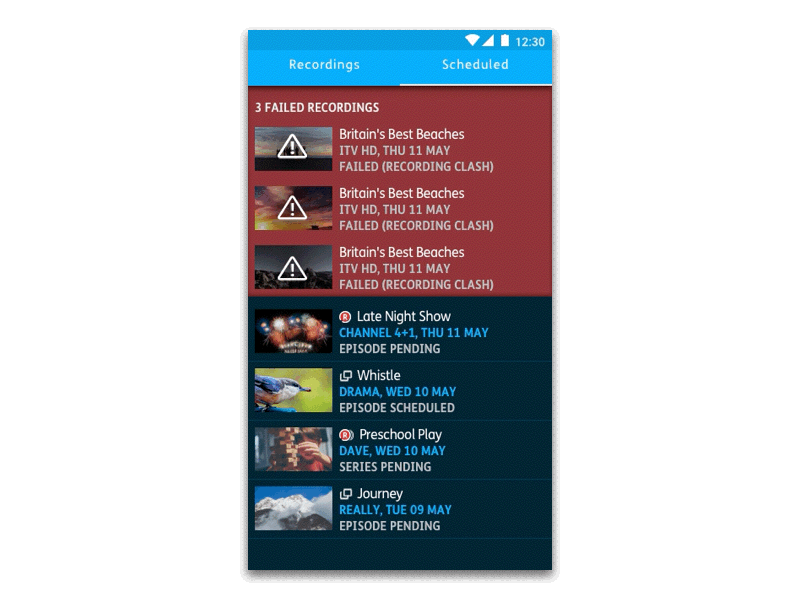 12:30
Recordings
Scheduled
3 FAILED RECORDINGS
Britain's Best Beaches
ITV HD, THU 11 MAY
FAILED (RECORDING CLASH)
Britain's Best Beaches
ITV HD, THU 11 MAY
FAILED (RECORDING CLASH)
Britain's Best Beaches
ITV HD, THU 11 MAY
FAILED (RECORDING CLASH)
R Late Night Show
CHANNEL 4+1, THU 11 MAY
EPISODE PENDING
Whistle
DRAMA, WED 10 MAY
EPISODE SCHEDULED
R Preschool Play
DAVE, WED 10 MAY
SERIES PENDING
Journey
REALLY, TUE 09 MAY
EPISODE PENDING